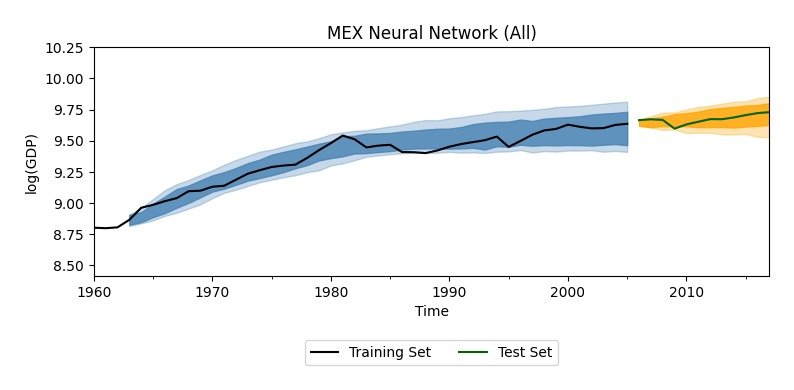 MEX Neural Network (All)
10.25
10.00
9.75
9.50
9.25
9.00
8.75
8.50
log(GDP)
1960 1970 1980 1990 2000 2010
Time
Training Set Test Set